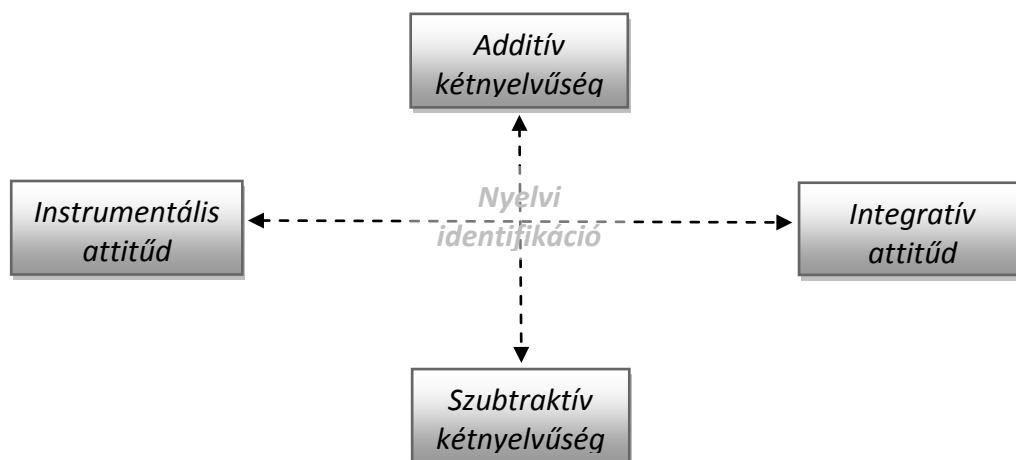 Additív
kétnyelvűség
Instrumentális
attitűd
Nyelvi
identifikáció
Integratív
attitűd
Szubtraktív
kétnyelvűség